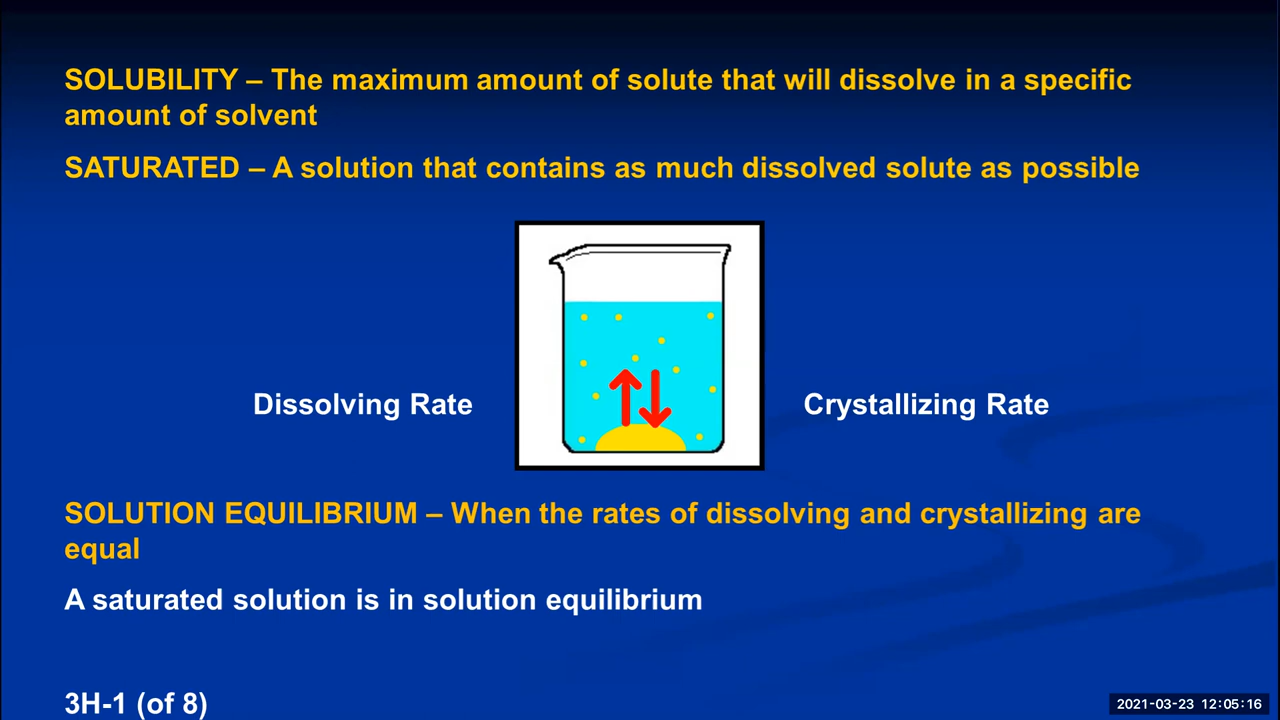 SOLUBILITY – The maximum amount of solute that will dissolve in a specific
amount of solvent
SATURATED – A solution that contains as much dissolved solute as possible
Dissolving Rate
Crystallizing Rate
SOLUTION EQUILIBRIUM – When the rates of dissolving and crystallizing are
equal
A saturated solution is in solution equilibrium
3H-1 (of 8)
2021-03-23 12:05:16